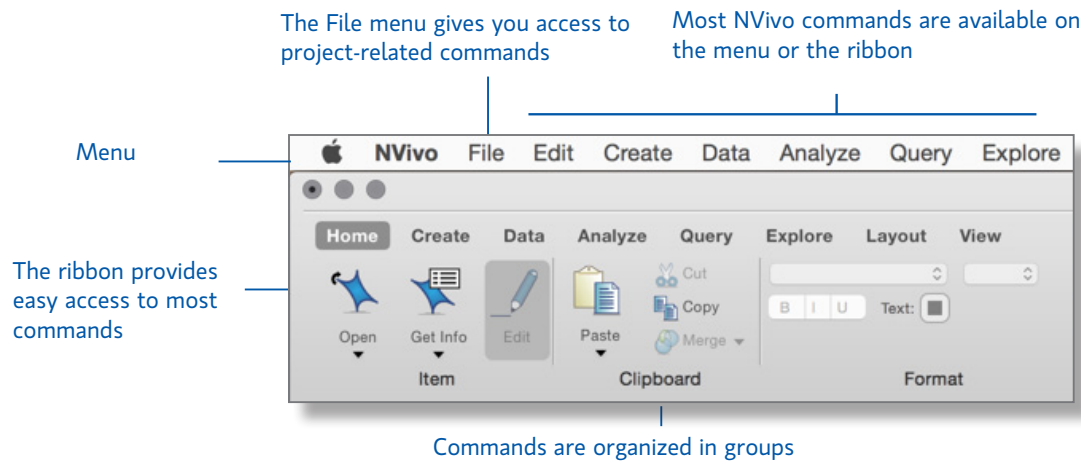 The File menu gives you access to
project-related commands
Most NVivo commands are available on
the menu or the ribbon
Menu
NVivo File Edit Create Data Analyze Query Explore
Home Create Data Analyze Query Explore Layout View
The ribbon provides
easy access to most
commands
Open Get Info Edit Paste
Cut
Copy
Merge
B I U Text:
Item Clipboard Format
Commands are organized in groups